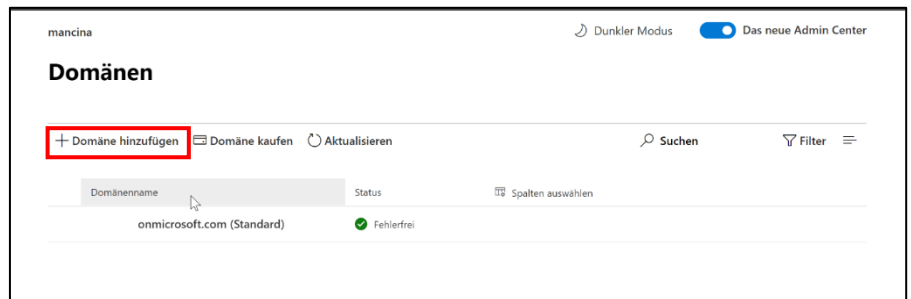 mancina
Dunkler Modus
Das neue Admin Center
Domänen
Domäne hinzufügen
Domäne kaufen
Aktualisieren
Suchen
Filter
Domänenname
Status
Spalten auswählen
onmicrosoft.com (Standard)
Fehlerfrei